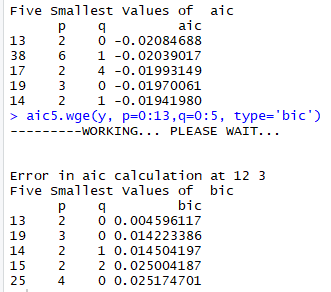 Five Smallest Values of  aic
      p    q        aic
13    2    0 -0.02084688
38    6    1 -0.02039017
17    2    4 -0.01993149
19    3    0 -0.01970061
14    2    1 -0.01941980
> aic5.wge(y, p=0:13,q=0:5, type='bic')
---------WORKING... PLEASE WAIT...
Error in aic calculation at 12 3
Five Smallest Values of  bic
      p    q        bic
13    2    0 0.004596117
19    3    0 0.014223386
14    2    1 0.014504197
15    2    2 0.025004187
25    4    0 0.025174701